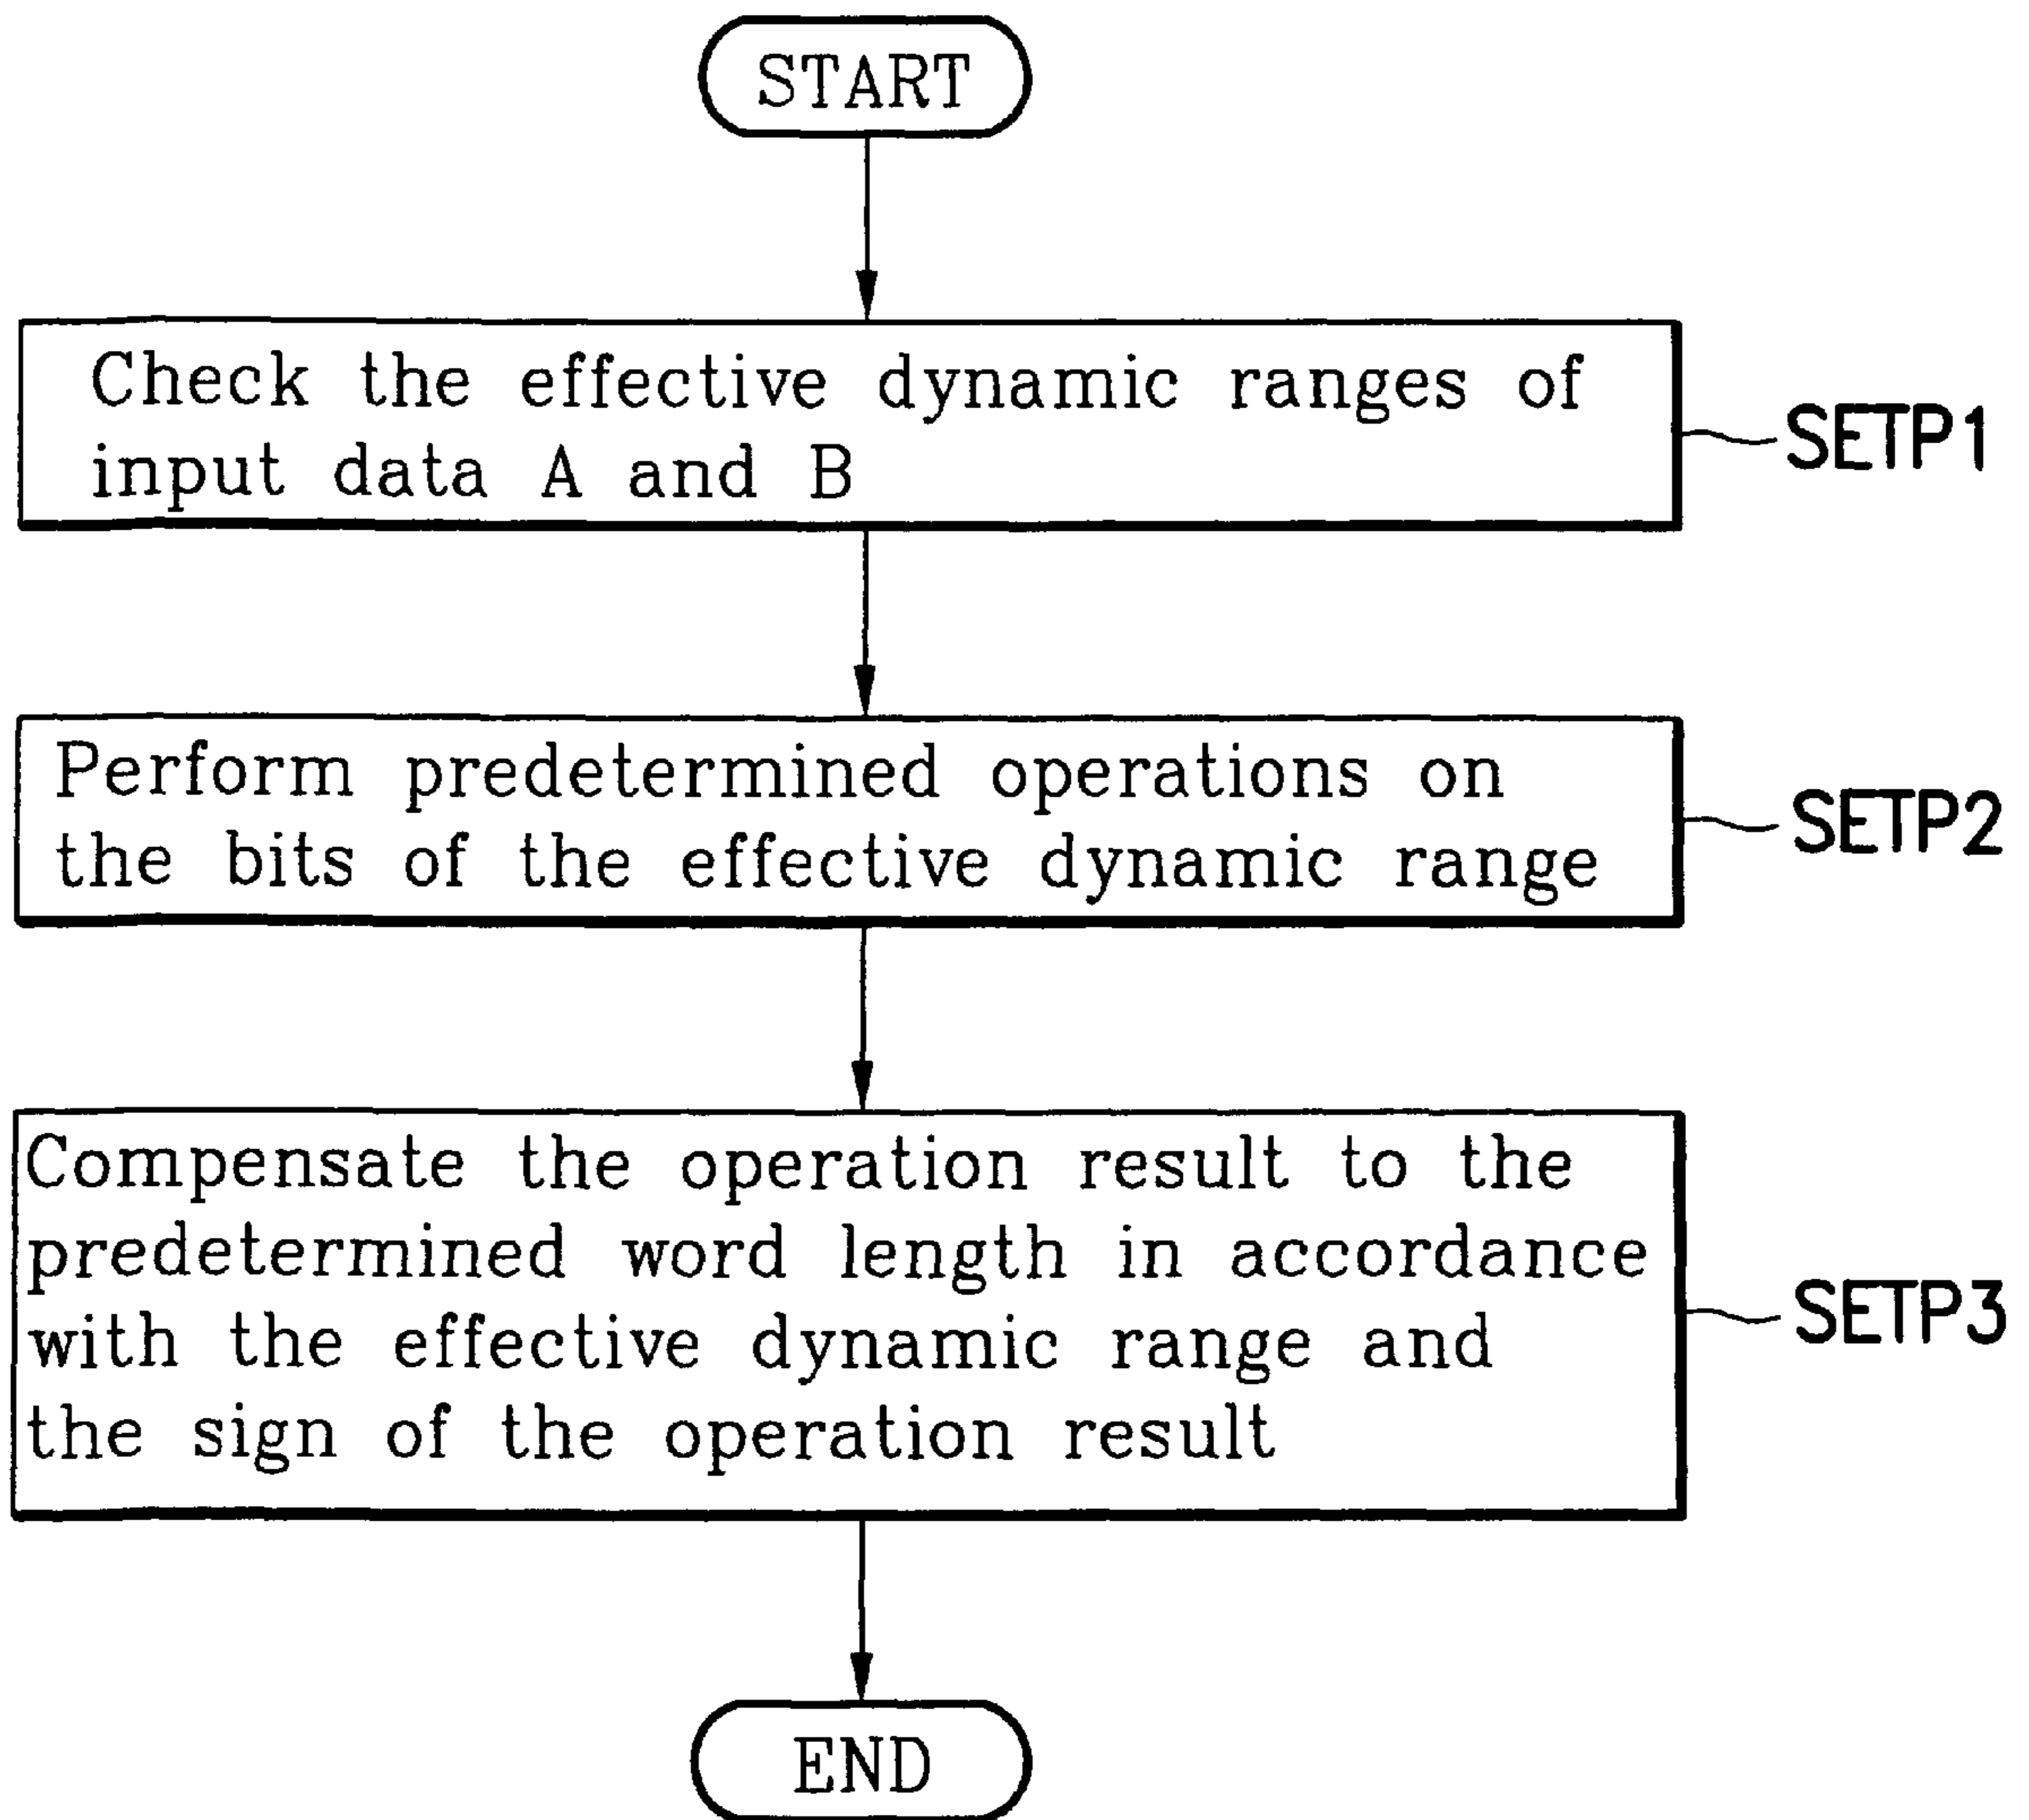 START
Check the effective dynamic ranges of
input data A and B
SETP1
Perform predetermined operations on
the bits of the effective dynamic range
SETP2
Compensate the operation result to the
predetermined word length in accordance
with the effective dynamic range and
the sign of the operation result
SETP3
END